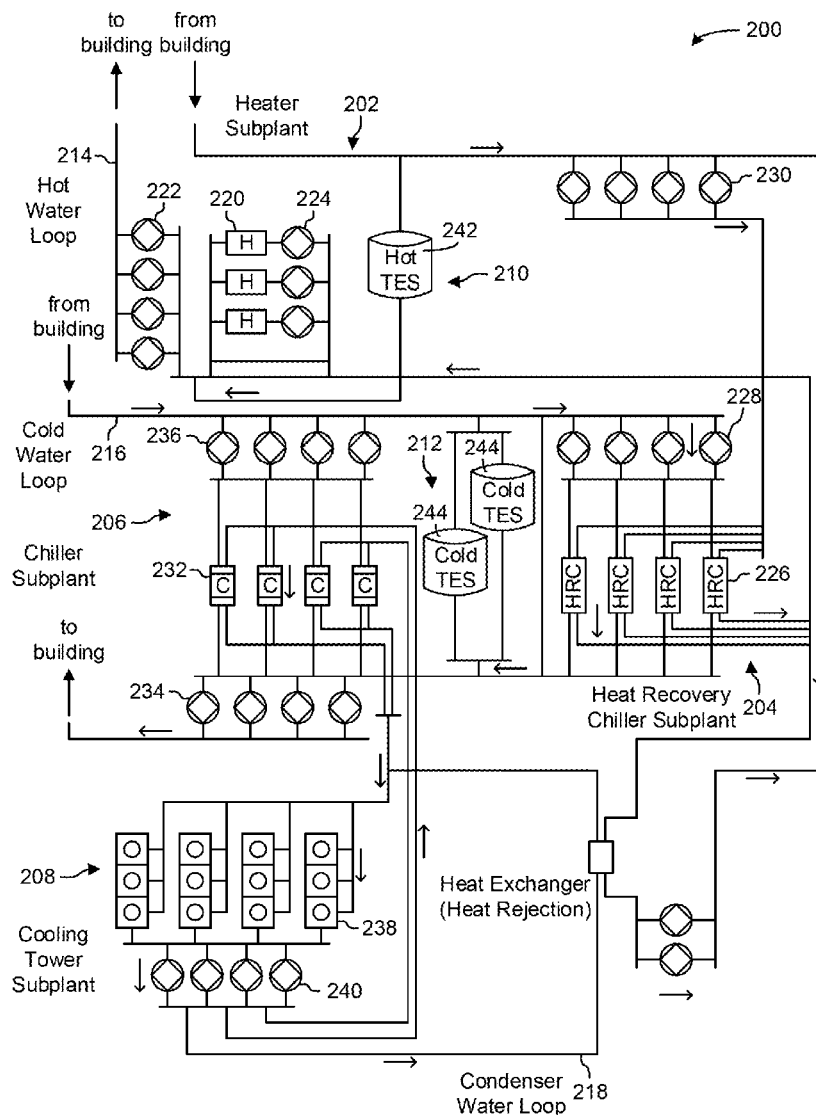 to
building
from
building
200
Heater
Subplant
202
214
Hot
Water
Loop
222
220
224
230
H
H
H
Hot
TES
242
210
from
building
216
Cold
Water
Loop
236
228
212
244
Cold
TES
244
Cold
TES
206
Chiller
Subplant
232
C
C
C
C
HRC
HRC
HRC
HRC
226
to
building
234
Heat Recovery
Chiller Subplant
204
208
Cooling
Tower
Subplant
238
240
Heat Exchanger
(Heat Rejection)
Condenser
Water Loop
218